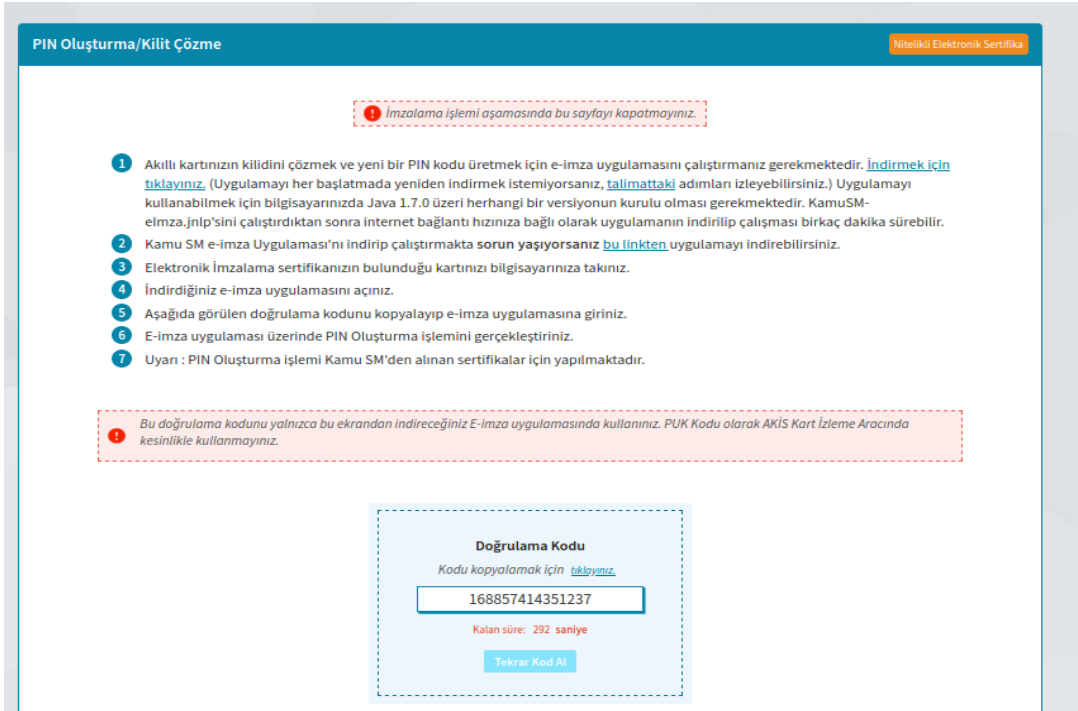 PIN Oluşturma/Kilit Çözme
Nitelikli Elektronik Sertifika
! İmzalama işlemi aşamasında bu sayfayı kapatmayınız.
1 Akıllı kartınızın kilidini çözmek ve yeni bir PIN kodu üretmek için e-imza uygulamasını çalıştırmanız gerekmektedir. İndirmek için
tıklayınız. (Uygulamayı her başlatmada yeniden indirmek istemiyorsanız, talimattaki adımları izleyebilirsiniz.) Uygulamayı
kullanabilmek için bilgisayarınızda Java 1.7.0 üzeri herhangi bir versiyonun kurulu olması gerekmektedir. KamuSM-
eImza.jnlp'sini çalıştırdıktan sonra internet bağlantı hızınıza bağlı olarak uygulamanın indirilip çalışması birkaç dakika sürebilir.
2 Kamu SM e-imza Uygulaması'nı indirip çalıştırmakta sorun yaşıyorsanız bu linkten uygulamayı indirebilirsiniz.
3 Elektronik İmzalama sertifikanızın bulunduğu kartınızı bilgisayarınıza takınız.
4 İndirdiğiniz e-imza uygulamasını açınız.
5 Aşağıda görülen doğrulama kodunu kopyalayıp e-imza uygulamasına giriniz.
6 E-imza uygulaması üzerinde PIN Oluşturma işlemini gerçekleştiriniz.
7 Uyarı : PIN Oluşturma işlemi Kamu SM'den alınan sertifikalar için yapılmaktadır.
! Bu doğrulama kodunu yalnızca bu ekrandan indireceğiniz E-imza uygulamasında kullanınız. PUK Kodu olarak AKİS Kart İzleme Aracında
kesinlikle kullanmayınız.
Doğrulama Kodu
Kodu kopyalamak için tıklayınız.
168857414351237
Kalan süre: 292 saniye
Tekrar Kod Al